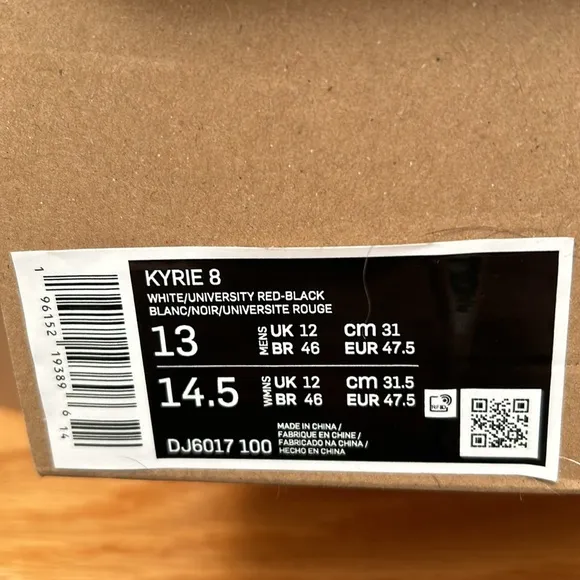 KYRIE 8
WHITE/UNIVERSITY RED-BLACK
BLANC/NOIR/UNIVERSITE ROUGE
13 MENS UK 12 CM 31
BR 46 EUR 47.5
14.5 WMNS UK 12 CM 31.5
BR 46 EUR 47.5
DJ6017 100
MADE IN CHINA /
FABRIQUE EN CHINE /
FABRICADO NA CHINA /
HECHO EN CHINA
1 96152 19389 6 14